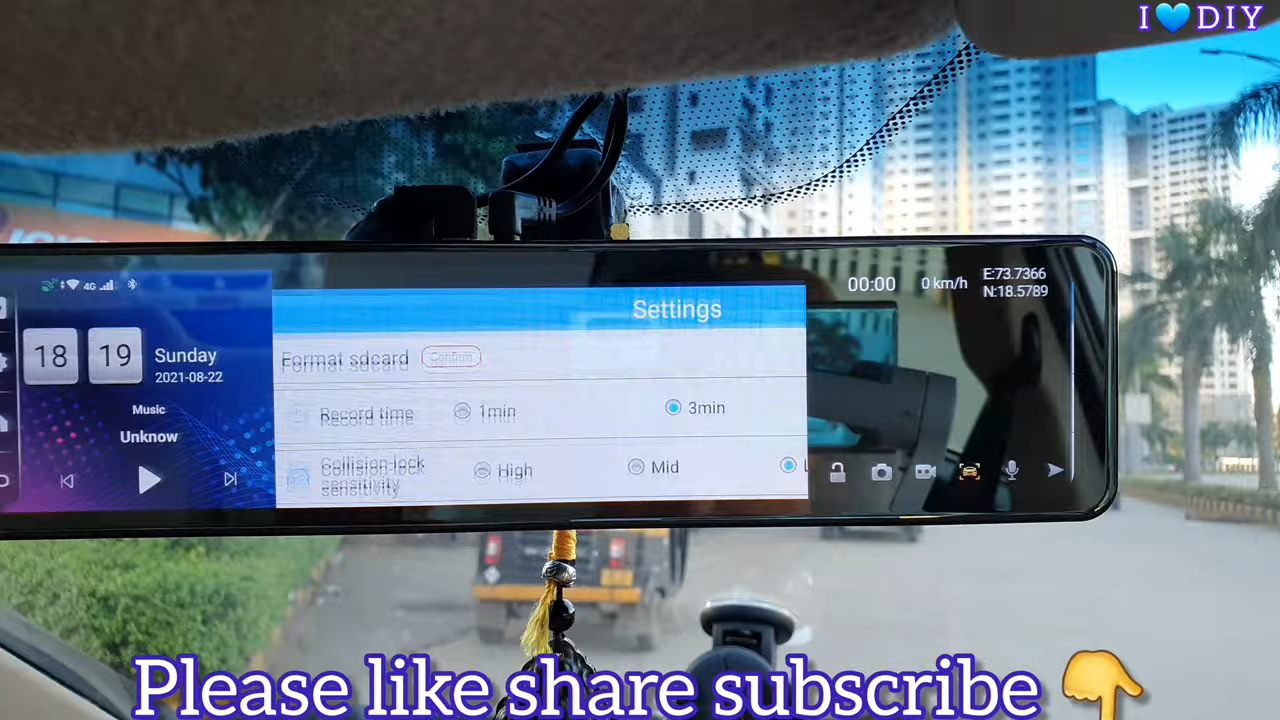 I💙DIY
4G
18 19
Sunday
2021-08-22
Music
Unknow
Settings
Format sdcard Confirm
Record time 1min 3min
Collision lock sensitivity High Mid
00:00 0 km/h
E:73.7366
N:18.5789
Please like share subscribe 👇